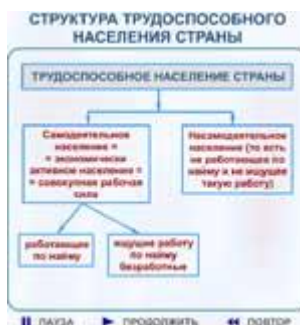 СТРУКТУРА ТРУДОСПОСОБНОГО
НАСЕЛЕНИЯ СТРАНЫ
ТРУДОСПОСОБНОЕ НАСЕЛЕНИЕ СТРАНЫ
Самодеятельное
население =
= экономически
активное население =
= совокупная рабочая
сила
Несамодеятельное
население (то есть
не работающее по
найму и не ищущее
такую работу)
работающие
по найму
ищущие работу
по найму
безработные
ПАУЗА
ПРОДОЛЖИТЬ
ПОВТОР